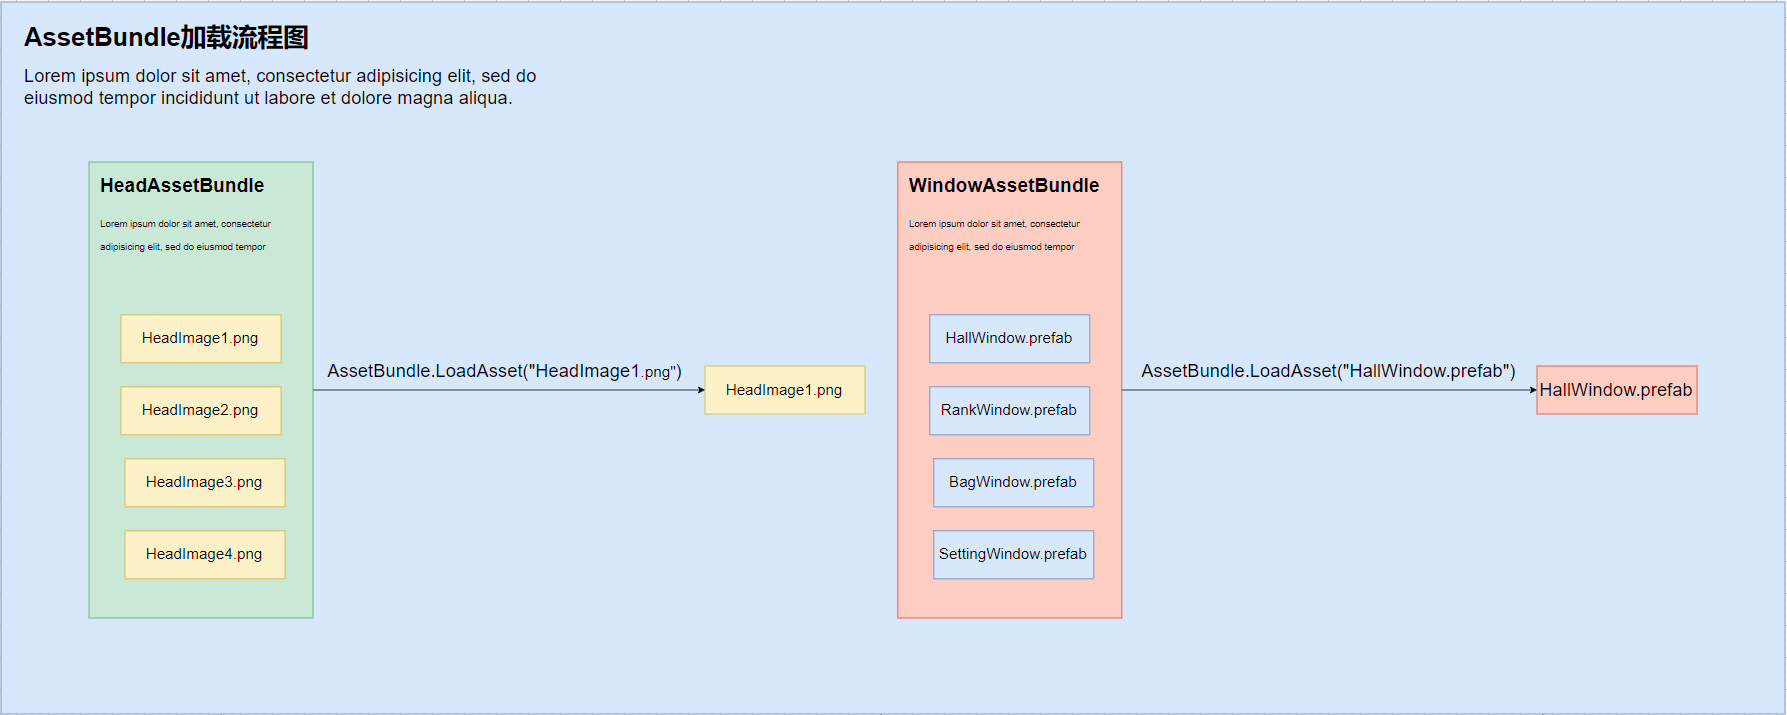 AssetBundle加载流程图
Lorem ipsum dolor sit amet, consectetur adipisicing elit, sed do
eiusmod tempor incididunt ut labore et dolore magna aliqua.
HeadAssetBundle
Lorem ipsum dolor sit amet, consectetur
adipisicing elit, sed do eiusmod tempor
HeadImage1.png
HeadImage2.png
HeadImage3.png
HeadImage4.png
AssetBundle.LoadAsset("HeadImage1.png")
HeadImage1.png
WindowAssetBundle
Lorem ipsum dolor sit amet, consectetur
adipisicing elit, sed do eiusmod tempor
HallWindow.prefab
RankWindow.prefab
BagWindow.prefab
SettingWindow.prefab
AssetBundle.LoadAsset("HallWindow.prefab")
HallWindow.prefab